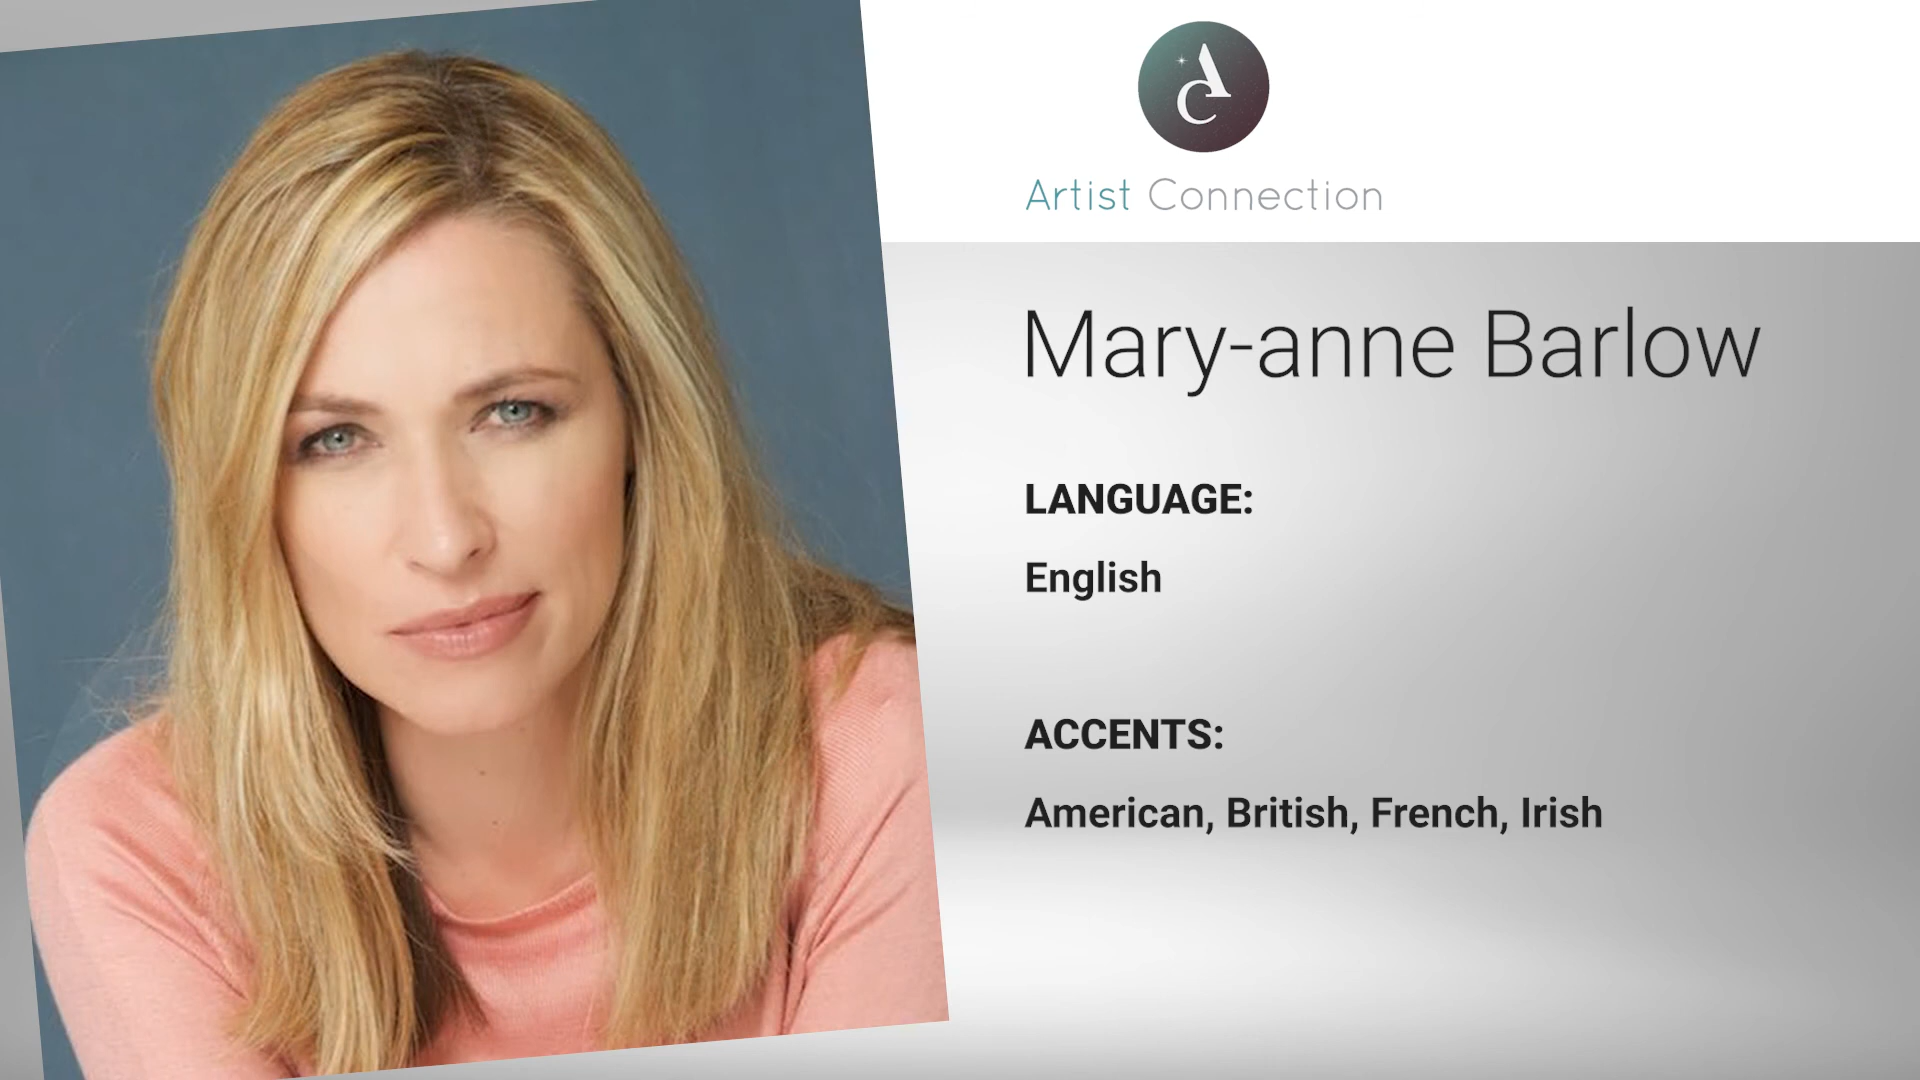 AC
Artist Connection
Mary-anne Barlow
LANGUAGE:
English
ACCENTS:
American, British, French, Irish